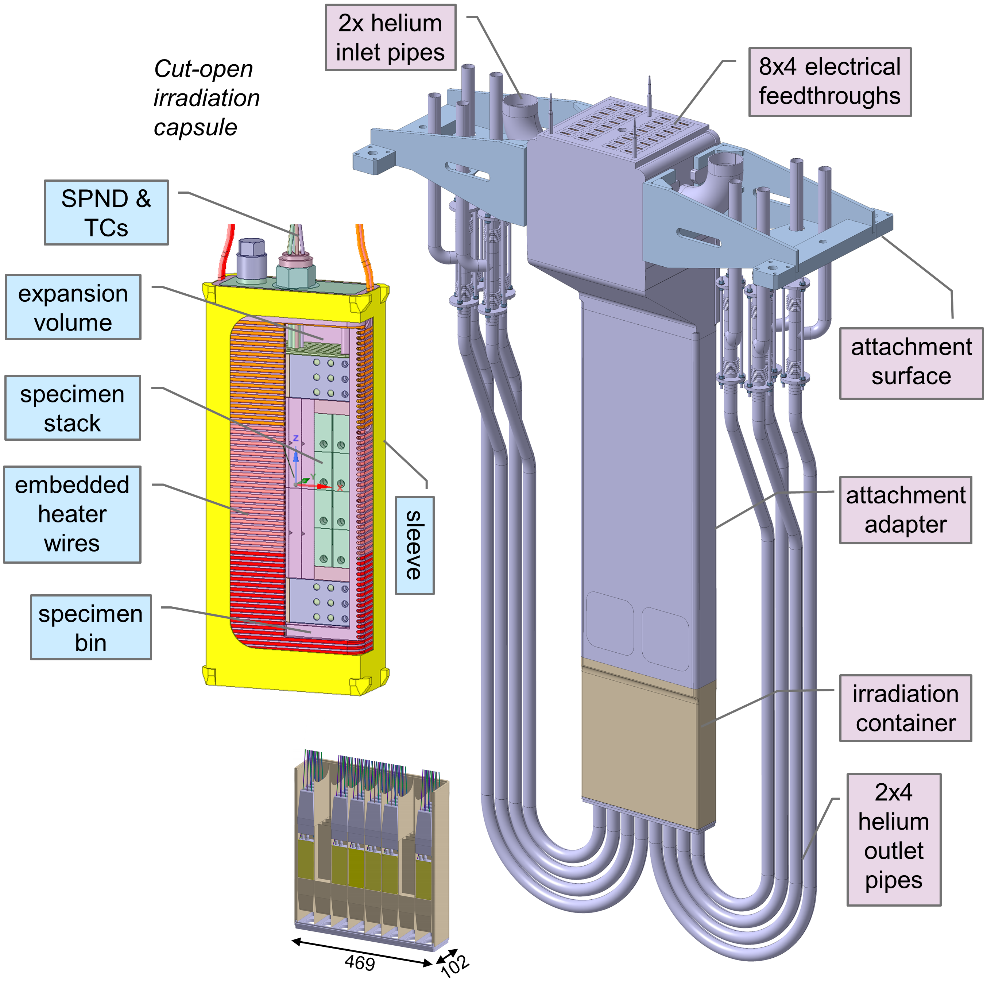 2x helium
inlet pipes
8x4 electrical
feedthroughs
Cut-open
irradiation
capsule
SPND &
TCs
expansion
volume
specimen
stack
embedded
heater
wires
specimen
bin
sleeve
Z
Y
X
attachment
surface
attachment
adapter
irradiation
container
2x4
helium
outlet
pipes
469
102